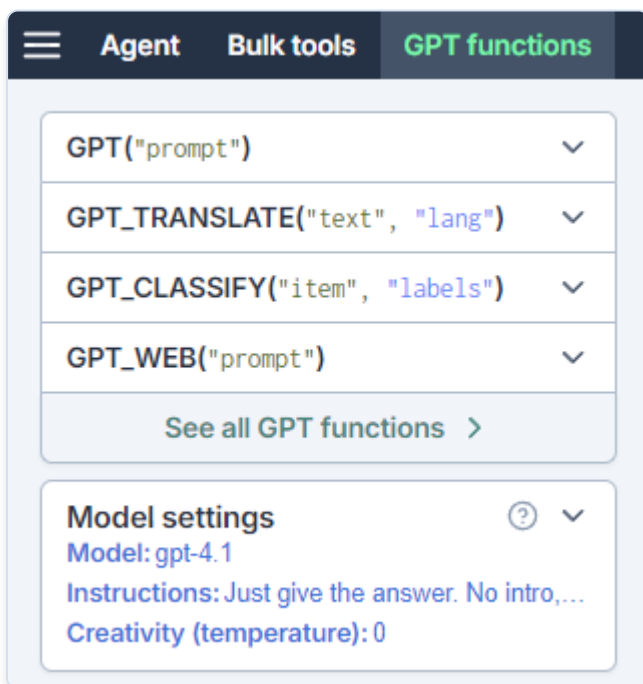 Agent Bulk tools GPT functions
GPT("prompt")
GPT_TRANSLATE("text", "lang")
GPT_CLASSIFY("item", "labels")
GPT_WEB("prompt")
See all GPT functions
Model settings
Model: gpt-4.1
Instructions: Just give the answer. No intro,...
Creativity (temperature): 0